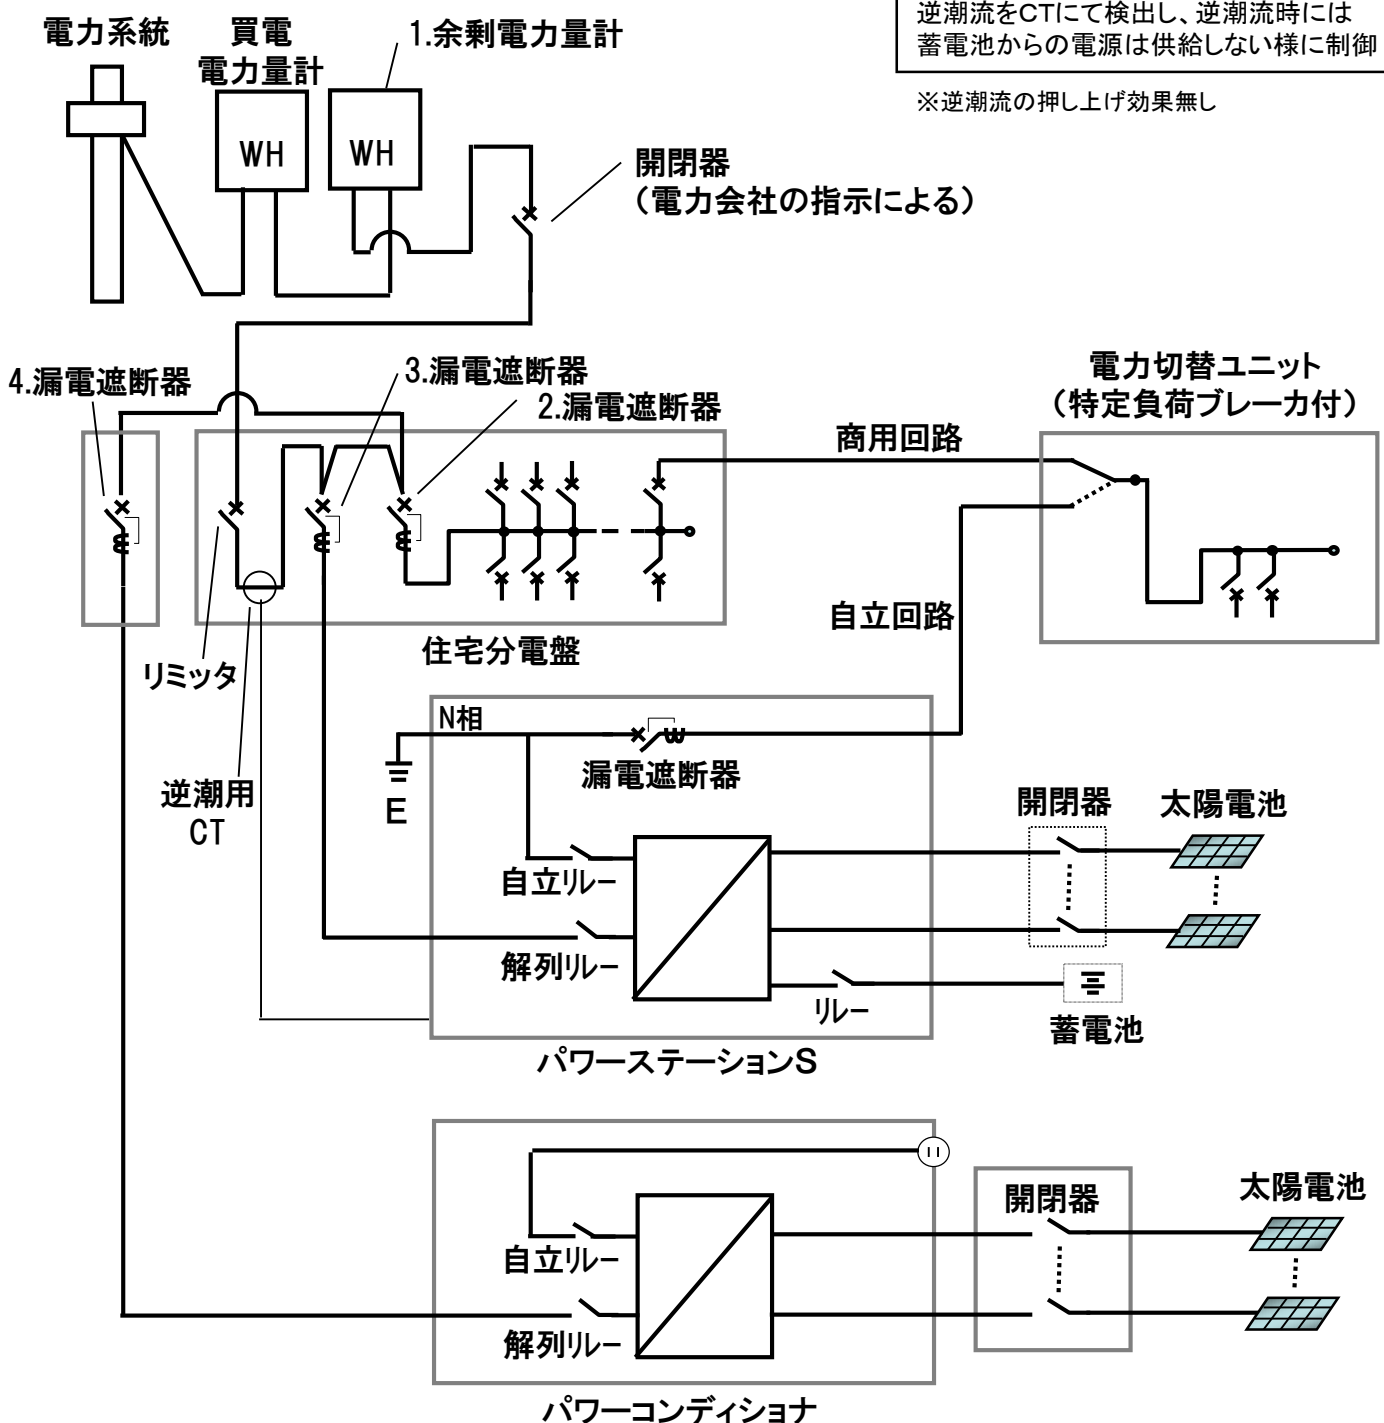 逆潮流をCTにて検出し、逆潮流時には
蓄電池からの電源は供給しない様に制御
※逆潮流の押し上げ効果無し
電力系統
買電
電力量計
1.余剰電力量計
WH
WH
開閉器
（電力会社の指示による）
4.漏電遮断器
3.漏電遮断器
2.漏電遮断器
電力切替ユニット
（特定負荷ブレーカ付）
商用回路
自立回路
住宅分電盤
リミッタ
逆潮用
CT
N相
E
漏電遮断器
開閉器
太陽電池
自立リレー
解列リレー
リレー
蓄電池
パワーステーションS
開閉器
太陽電池
自立リレー
解列リレー
パワーコンディショナ